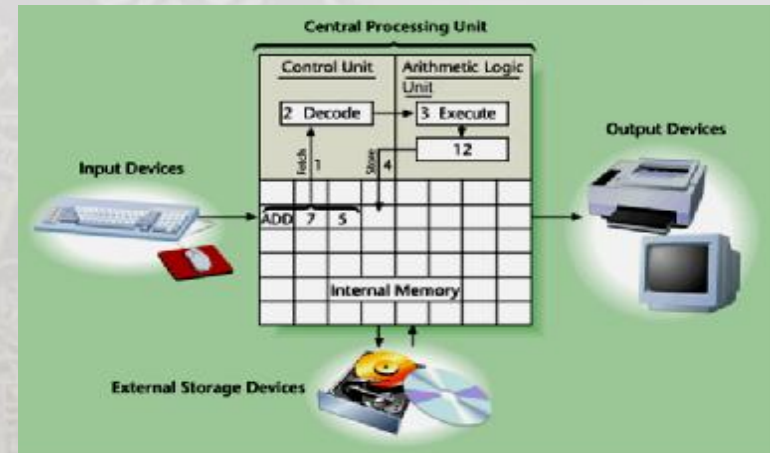 Central Processing Unit
Control Unit
Arithmetic Logic
Unit
2 Decode
3 Execute
12
Fetch
1
Store
4
Input Devices
Output Devices
ADD 7 5
Internal Memory
External Storage Devices